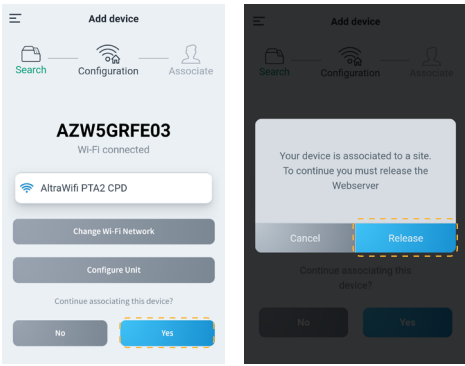 Add device
Search
Configuration
Associate
AZW5GRFE03
Wi-Fi connected
AltraWifi PTA2 CPD
Change Wi-Fi Network
Configure Unit
Continue associating this device?
No
Yes
Add device
Search
Configuration
Associate
Your device is associated to a site.
To continue you must release the
Webserver
Cancel
Release
Continue associating this
device?
No
Yes